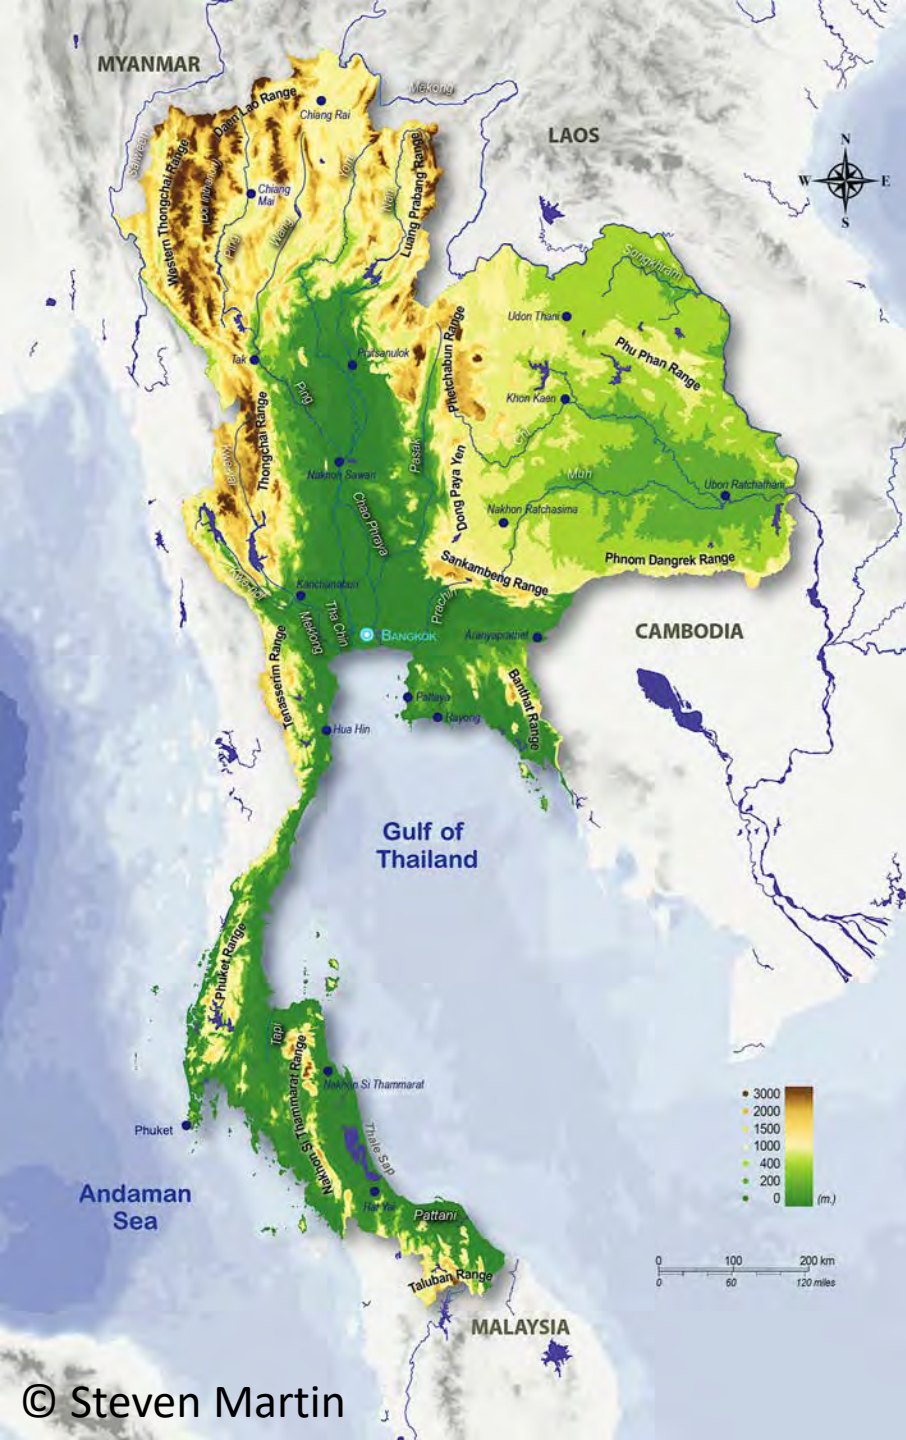 MYANMAR
Mekong
Daen Lao Range
Chiang Rai
LAOS
Salween
N
W
E
S
Western Thongchai Range
Chiang
Mai
Ping
Wang
Yom
Nan
Luang Prabang Range
Songkhram
Udon Thani
Phu Phan Range
Tak
Phitsanulok
Phetchabun Range
Khon Kaen
Ping
Thongchai Range
Pasak
Chi
Mun
Nakhon Sawan
Dong Paya Yen
Ubon Ratchathani
Chao Phraya
Nakhon Ratchasima
Sankambeng Range
Phnom Dangrek Range
Kwai Noi
Kanchanaburi
Tha Chin
Meklong
Prachin
BANGKOK
Aranyaprathet
CAMBODIA
Tenasserim Range
Pattaya
Rayong
Banthat Range
Hua Hin
Gulf of
Thailand
Phuket Range
Tapi
Nakhon Si Thammarat Range
Nakhon Si Thammarat
Phuket
Thale Sap
Andaman
Sea
Hat Yai
Pattani
Taluban Range
MALAYSIA
3000
2000
1500
1000
400
200
0 (m.)
0 100 200 km
0 60 120 miles
© Steven Martin